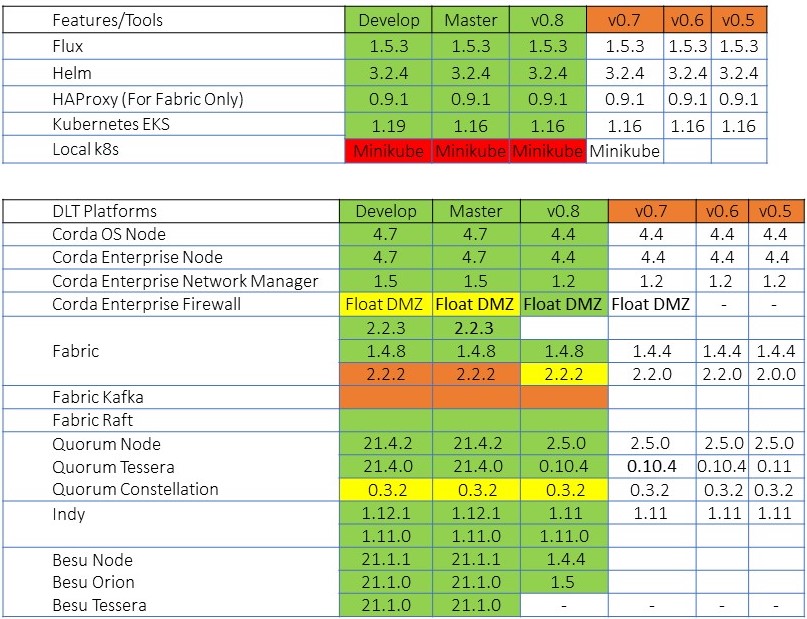 Features/Tools Develop Master v0.8 v0.7 v0.6 v0.5
Flux 1.5.3 1.5.3 1.5.3 1.5.3 1.5.3 1.5.3
Helm 3.2.4 3.2.4 3.2.4 3.2.4 3.2.4 3.2.4
HAProxy (For Fabric Only) 0.9.1 0.9.1 0.9.1 0.9.1 0.9.1 0.9.1
Kubernetes EKS 1.19 1.16 1.16 1.16 1.16 1.16
Local k8s Minikube Minikube Minikube Minikube
DLT Platforms Develop Master v0.8 v0.7 v0.6 v0.5
Corda OS Node 4.7 4.7 4.4 4.4 4.4 4.4
Corda Enterprise Node 4.7 4.7 4.4 4.4 4.4 4.4
Corda Enterprise Network Manager 1.5 1.5 1.2 1.2 1.2 1.2
Corda Enterprise Firewall Float DMZ Float DMZ Float DMZ Float DMZ - -
2.2.3 2.2.3
Fabric 1.4.8 1.4.8 1.4.8 1.4.4 1.4.4 1.4.4
2.2.2 2.2.2 2.2.2 2.2.0 2.2.0 2.0.0
Fabric Kafka
Fabric Raft
Quorum Node 21.4.2 21.4.2 2.5.0 2.5.0 2.5.0 2.5.0
Quorum Tessera 21.4.0 21.4.0 0.10.4 0.10.4 0.10.4 0.11
Quorum Constellation 0.3.2 0.3.2 0.3.2 0.3.2 0.3.2 0.3.2
Indy 1.12.1 1.12.1 1.11 1.11 1.11 1.11
1.11.0 1.11.0 1.11.0
Besu Node 21.1.1 21.1.1 1.4.4
Besu Orion 21.1.0 21.1.0 1.5
Besu Tessera 21.1.0 21.1.0 - - - -